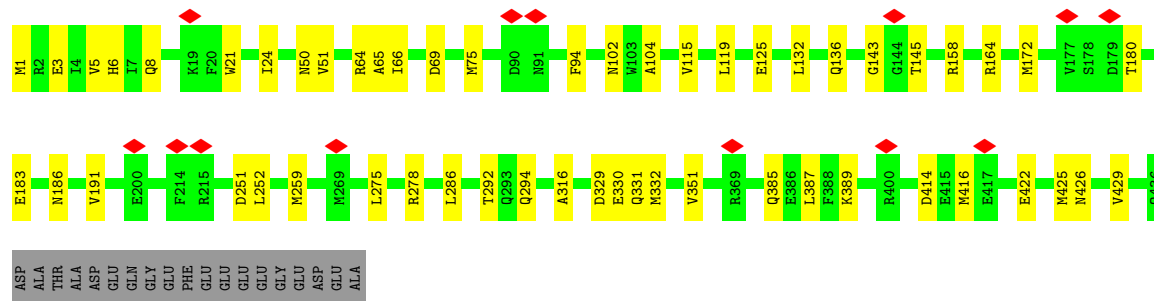 M1 R2 E3 I4 V5 H6 I7 Q8 K19 F20 W21 I24 N50 V51 R64 A65 I66 D69 M75 D90 N91 F94 N102 W103 A104 V115 L119 E125 L132 Q136 G143 G144 T145 R158 R164 M172 V177 S178 D179 T180
E183 N186 V191 E200 F214 R215 D251 L252 M259 M269 L275 R278 L286 T292 Q293 Q294 A316 D329 E330 Q331 M332 V351 R369 Q385 E386 L387 F388 K389 R400 D414 E415 M416 E417 E422 M425 N426 V429
ASP ALA THR ALA ASP GLU GLN GLY GLU PHE GLU GLU GLU GLU GLY GLU ASP GLU ALA